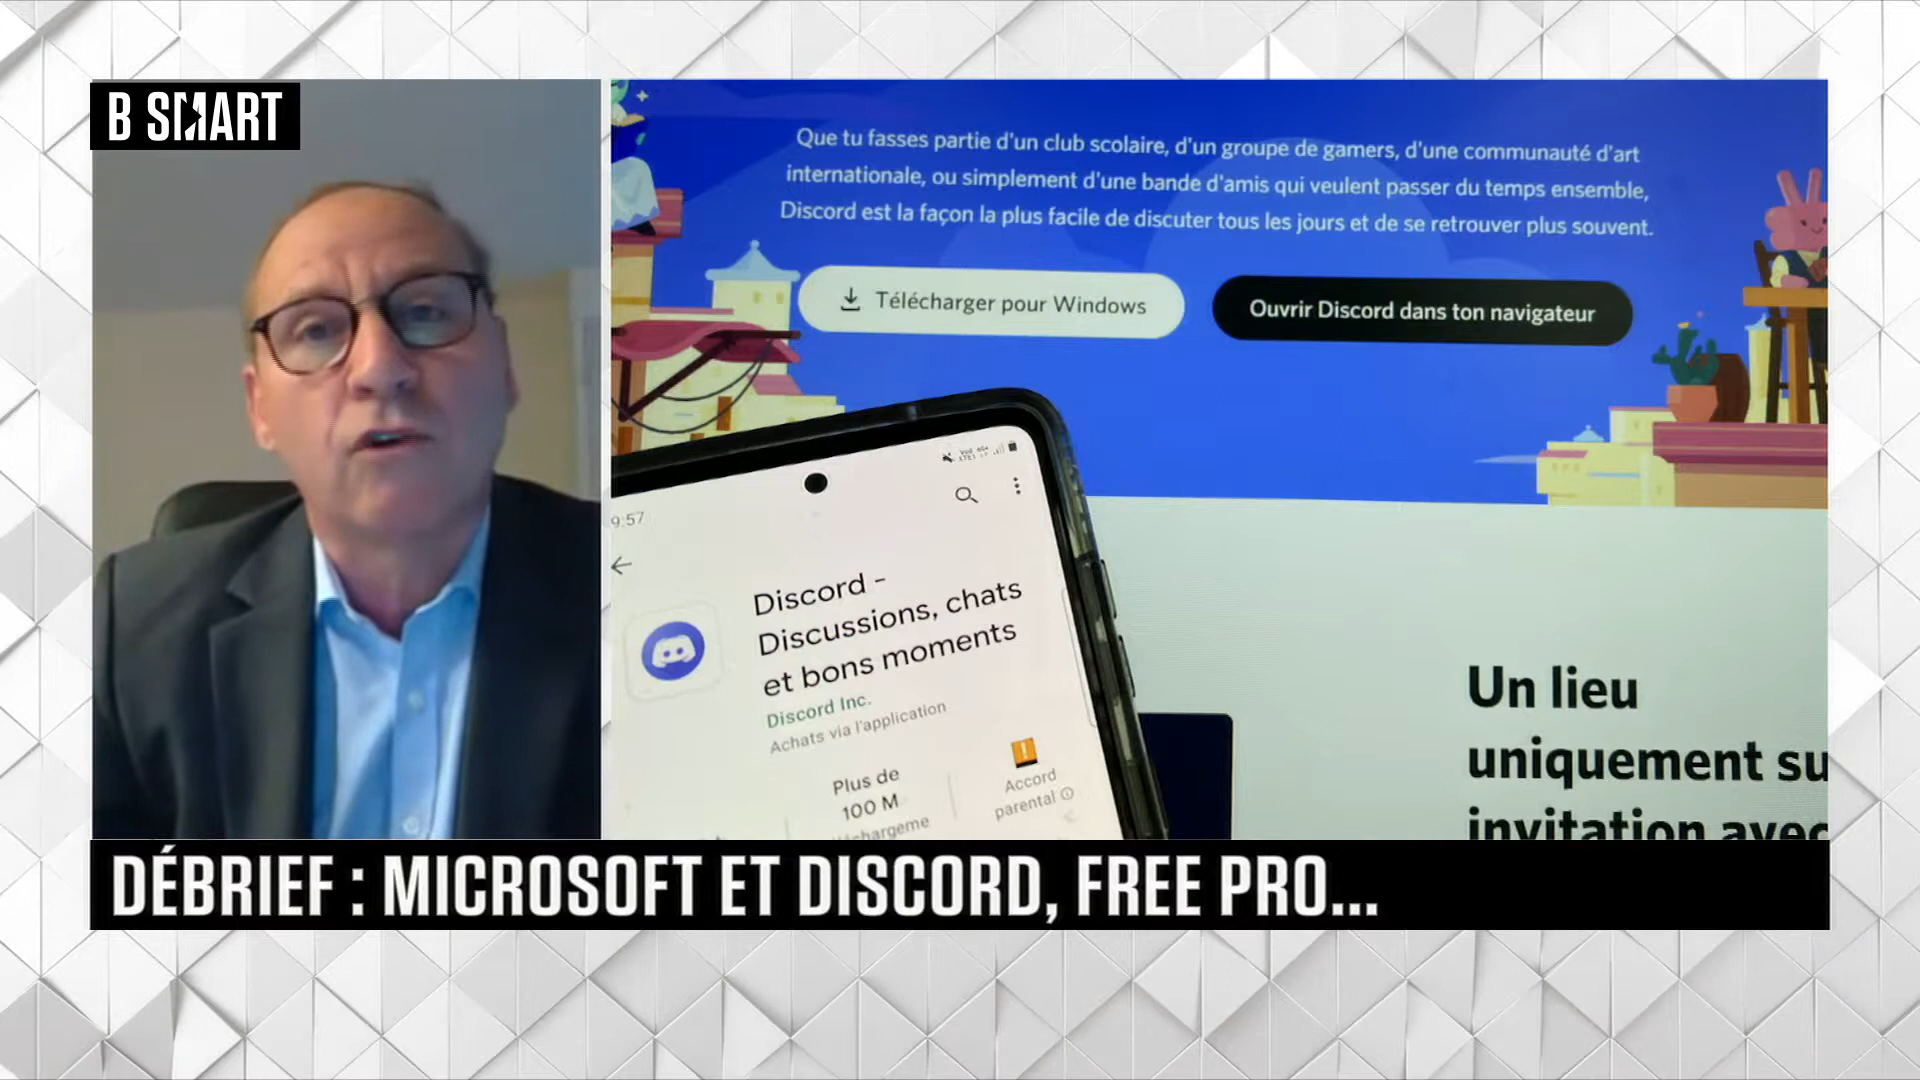 B SMART
Que tu fasses partie d'un club scolaire, d'un groupe de gamers, d'une communauté d'art
internationale, ou simplement d'une bande d'amis qui veulent passer du temps ensemble,
Discord est la façon la plus facile de discuter tous les jours et de se retrouver plus souvent.
Télécharger pour Windows
Ouvrir Discord dans ton navigateur
9:57
Discord -
Discussions, chats
et bons moments
Discord Inc.
Achats via l'application
Plus de
100 M
Accord
parental
Un lieu
uniquement su
invitation avec
DÉBRIEF : MICROSOFT ET DISCORD, FREE PRO...